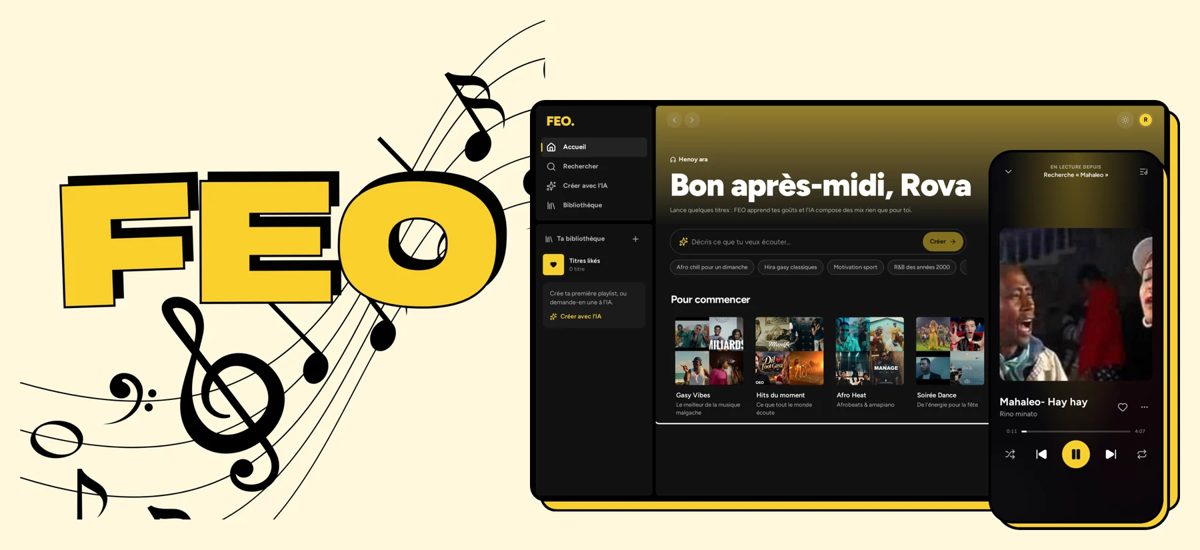 FEO
FEO.
Accueil
Rechercher
Créer avec l'IA
Bibliothèque
Ta bibliothèque
Titres likés
0 titre
Crée ta première playlist, ou
demande-en une à l'IA.
Créer avec l'IA
R
Henoy ara
Bon après-midi, Rova
Lance quelques titres : FEO apprend tes goûts et l'IA compose des mix rien que pour toi.
Décris ce que tu veux écouter...
Créer
Afro chill pour un dimanche
Hira gasy classiques
Motivation sport
R&B des années 2000
Pour commencer
MILIARDS
MANAGE
Gasy Vibes
Le meilleur de la musique
malgache
Hits du moment
Ce que tout le monde
écoute
Afro Heat
Afrobeats & amapiano
Soirée Dance
De l'énergie pour la fête
EN LECTURE DEPUIS
Recherche « Mahaleo »
Mahaleo- Hay hay
Rino minato
0:11
4:07